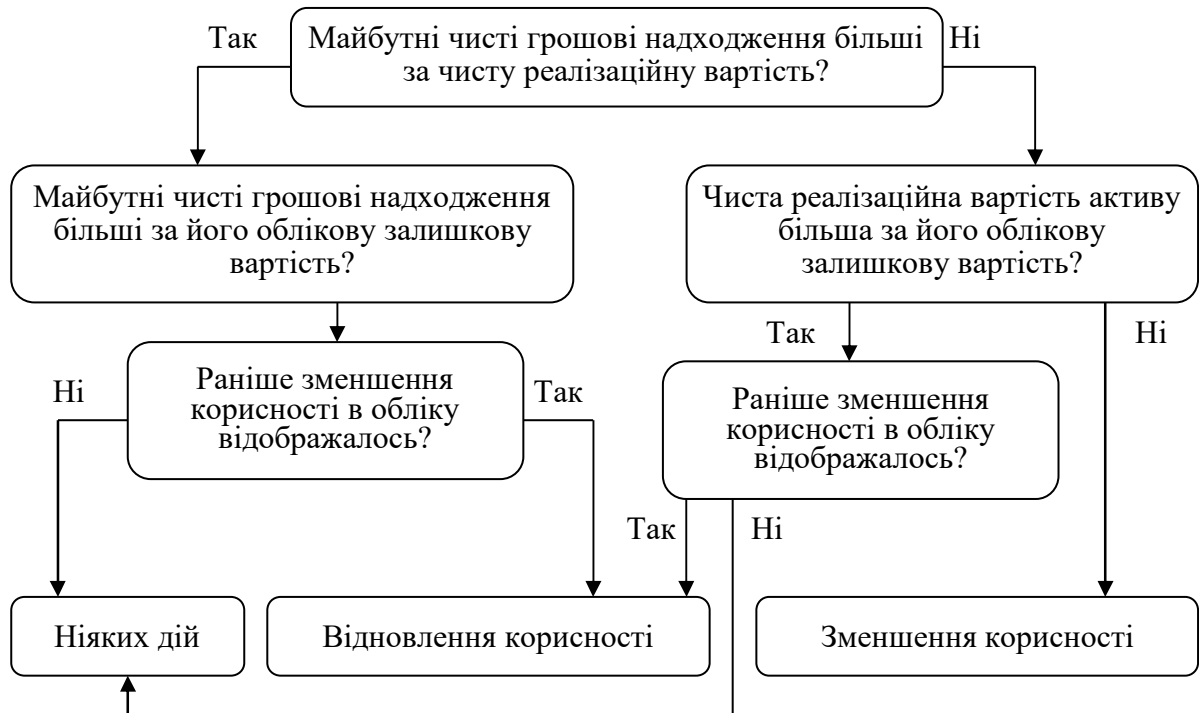 Так
Майбутні чисті грошові надходження більші
за чисту реалізаційну вартість?
Ні
Майбутні чисті грошові надходження
більші за його облікову залишкову
вартість?
Чиста реалізаційна вартість активу
більша за його облікову
залишкову вартість?
Так
Ні
Ні
Раніше зменшення
корисності в обліку
відображалось?
Так
Раніше зменшення
корисності в обліку
відображалось?
Так
Ні
Ніяких дій
Відновлення корисності
Зменшення корисності